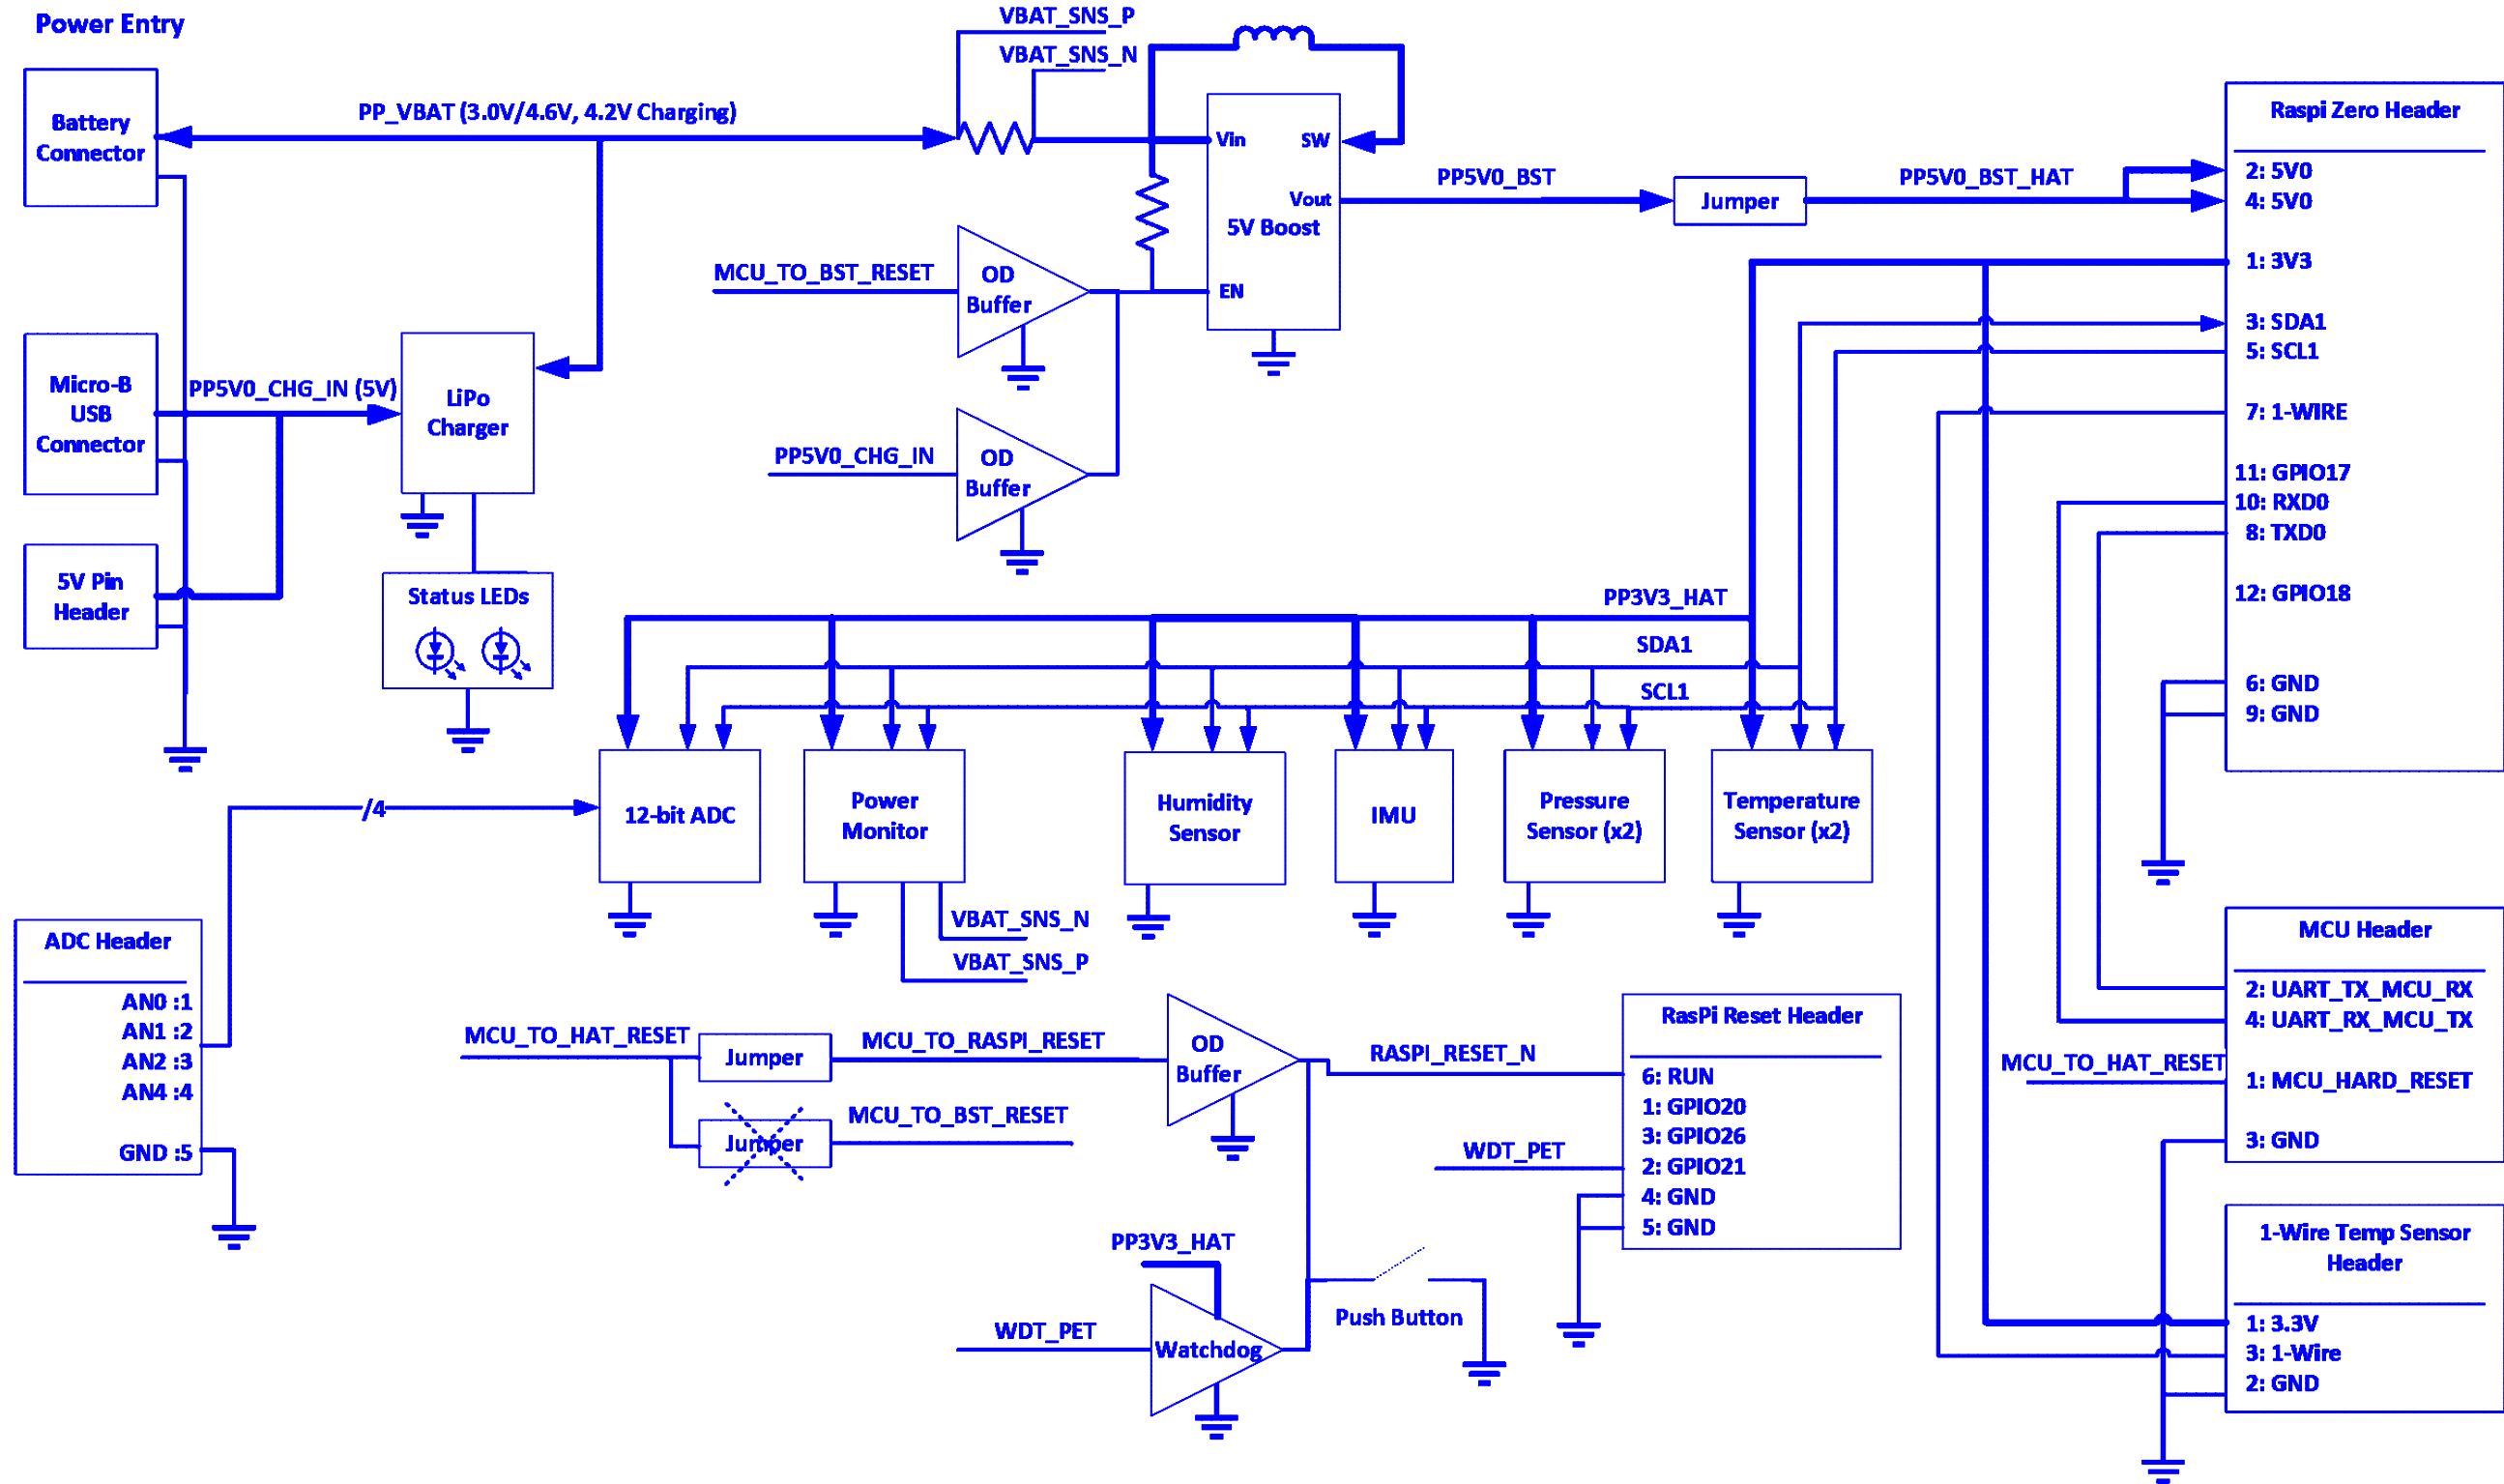 Power Entry
VBAT_SNS_P
VBAT_SNS_N
Battery
Connector
PP_VBAT (3.0V/4.6V, 4.2V Charging)
Vin
SW
Vout
5V Boost
EN
PP5V0_BST
Jumper
PP5V0_BST_HAT
MCU_TO_BST_RESET
OD
Buffer
PP5V0_CHG_IN
OD
Buffer
Micro-B
USB
Connector
PP5V0_CHG_IN (5V)
LiPo
Charger
5V Pin
Header
Status LEDs
Raspi Zero Header
2: 5V0
4: 5V0
1: 3V3
3: SDA1
5: SCL1
7: 1-WIRE
11: GPIO17
10: RXD0
8: TXD0
12: GPIO18
6: GND
9: GND
PP3V3_HAT
SDA1
SCL1
/4
12-bit ADC
Power
Monitor
Humidity
Sensor
IMU
Pressure
Sensor (x2)
Temperature
Sensor (x2)
VBAT_SNS_N
VBAT_SNS_P
ADC Header
AN0 :1
AN1 :2
AN2 :3
AN4 :4
GND :5
MCU_TO_HAT_RESET
Jumper
MCU_TO_RASPI_RESET
OD
Buffer
RASPI_RESET_N
Jumper
MCU_TO_BST_RESET
RasPi Reset Header
6: RUN
1: GPIO20
3: GPIO26
2: GPIO21
4: GND
5: GND
WDT_PET
PP3V3_HAT
WDT_PET
Watchdog
Push Button
MCU Header
2: UART_TX_MCU_RX
4: UART_RX_MCU_TX
MCU_TO_HAT_RESET
1: MCU_HARD_RESET
3: GND
1-Wire Temp Sensor
Header
1: 3.3V
3: 1-Wire
2: GND